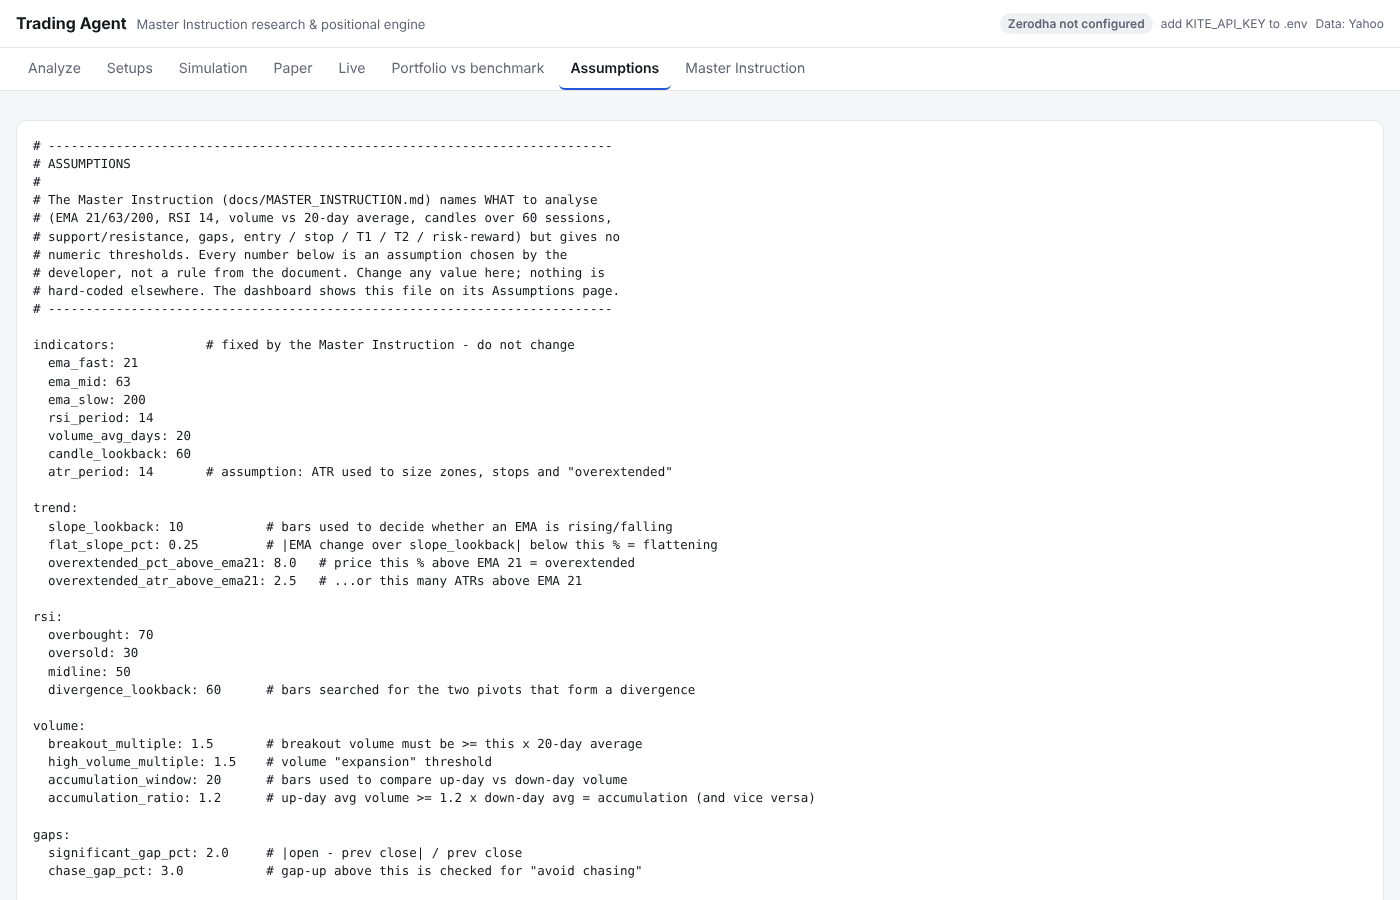 Trading Agent Master Instruction research & positional engine Zerodha not configured add KITE_API_KEY to .env Data: Yahoo
Analyze Setups Simulation Paper Live Portfolio vs benchmark Assumptions Master Instruction
# ---------------------------------------------------------------------------
# ASSUMPTIONS
#
# The Master Instruction (docs/MASTER_INSTRUCTION.md) names WHAT to analyse
# (EMA 21/63/200, RSI 14, volume vs 20-day average, candles over 60 sessions,
# support/resistance, gaps, entry / stop / T1 / T2 / risk-reward) but gives no
# numeric thresholds. Every number below is an assumption chosen by the
# developer, not a rule from the document. Change any value here; nothing is
# hard-coded elsewhere. The dashboard shows this file on its Assumptions page.
# ---------------------------------------------------------------------------
indicators:            # fixed by the Master Instruction - do not change
  ema_fast: 21
  ema_mid: 63
  ema_slow: 200
  rsi_period: 14
  volume_avg_days: 20
  candle_lookback: 60
  atr_period: 14       # assumption: ATR used to size zones, stops and "overextended"
trend:
  slope_lookback: 10           # bars used to decide whether an EMA is rising/falling
  flat_slope_pct: 0.25         # |EMA change over slope_lookback| below this % = flattening
  overextended_pct_above_ema21: 8.0   # price this % above EMA 21 = overextended
  overextended_atr_above_ema21: 2.5   # ...or this many ATRs above EMA 21
rsi:
  overbought: 70
  oversold: 30
  midline: 50
  divergence_lookback: 60      # bars searched for the two pivots that form a divergence
volume:
  breakout_multiple: 1.5       # breakout volume must be >= this x 20-day average
  high_volume_multiple: 1.5    # volume "expansion" threshold
  accumulation_window: 20      # bars used to compare up-day vs down-day volume
  accumulation_ratio: 1.2      # up-day avg volume >= 1.2 x down-day avg = accumulation (and vice versa)
gaps:
  significant_gap_pct: 2.0     # |open - prev close| / prev close
  chase_gap_pct: 3.0           # gap-up above this is checked for "avoid chasing"